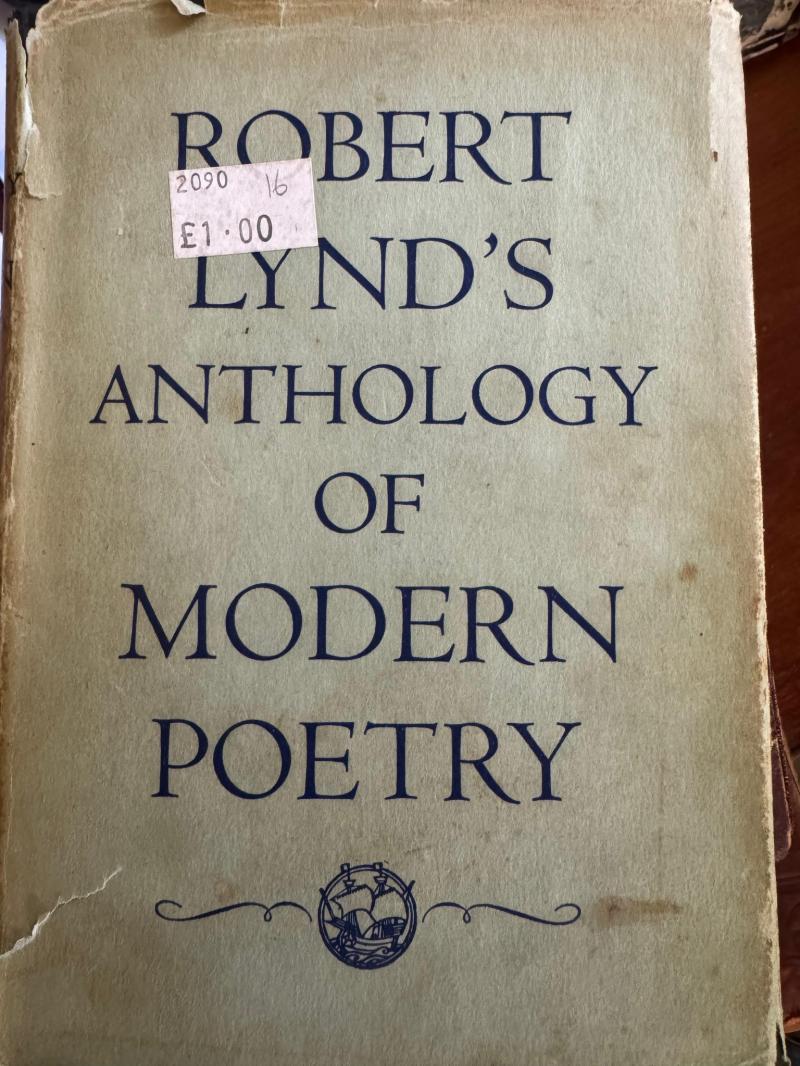 ROBERT
2090 16
£1.00
LYND'S
ANTHOLOGY
OF
MODERN
POETRY